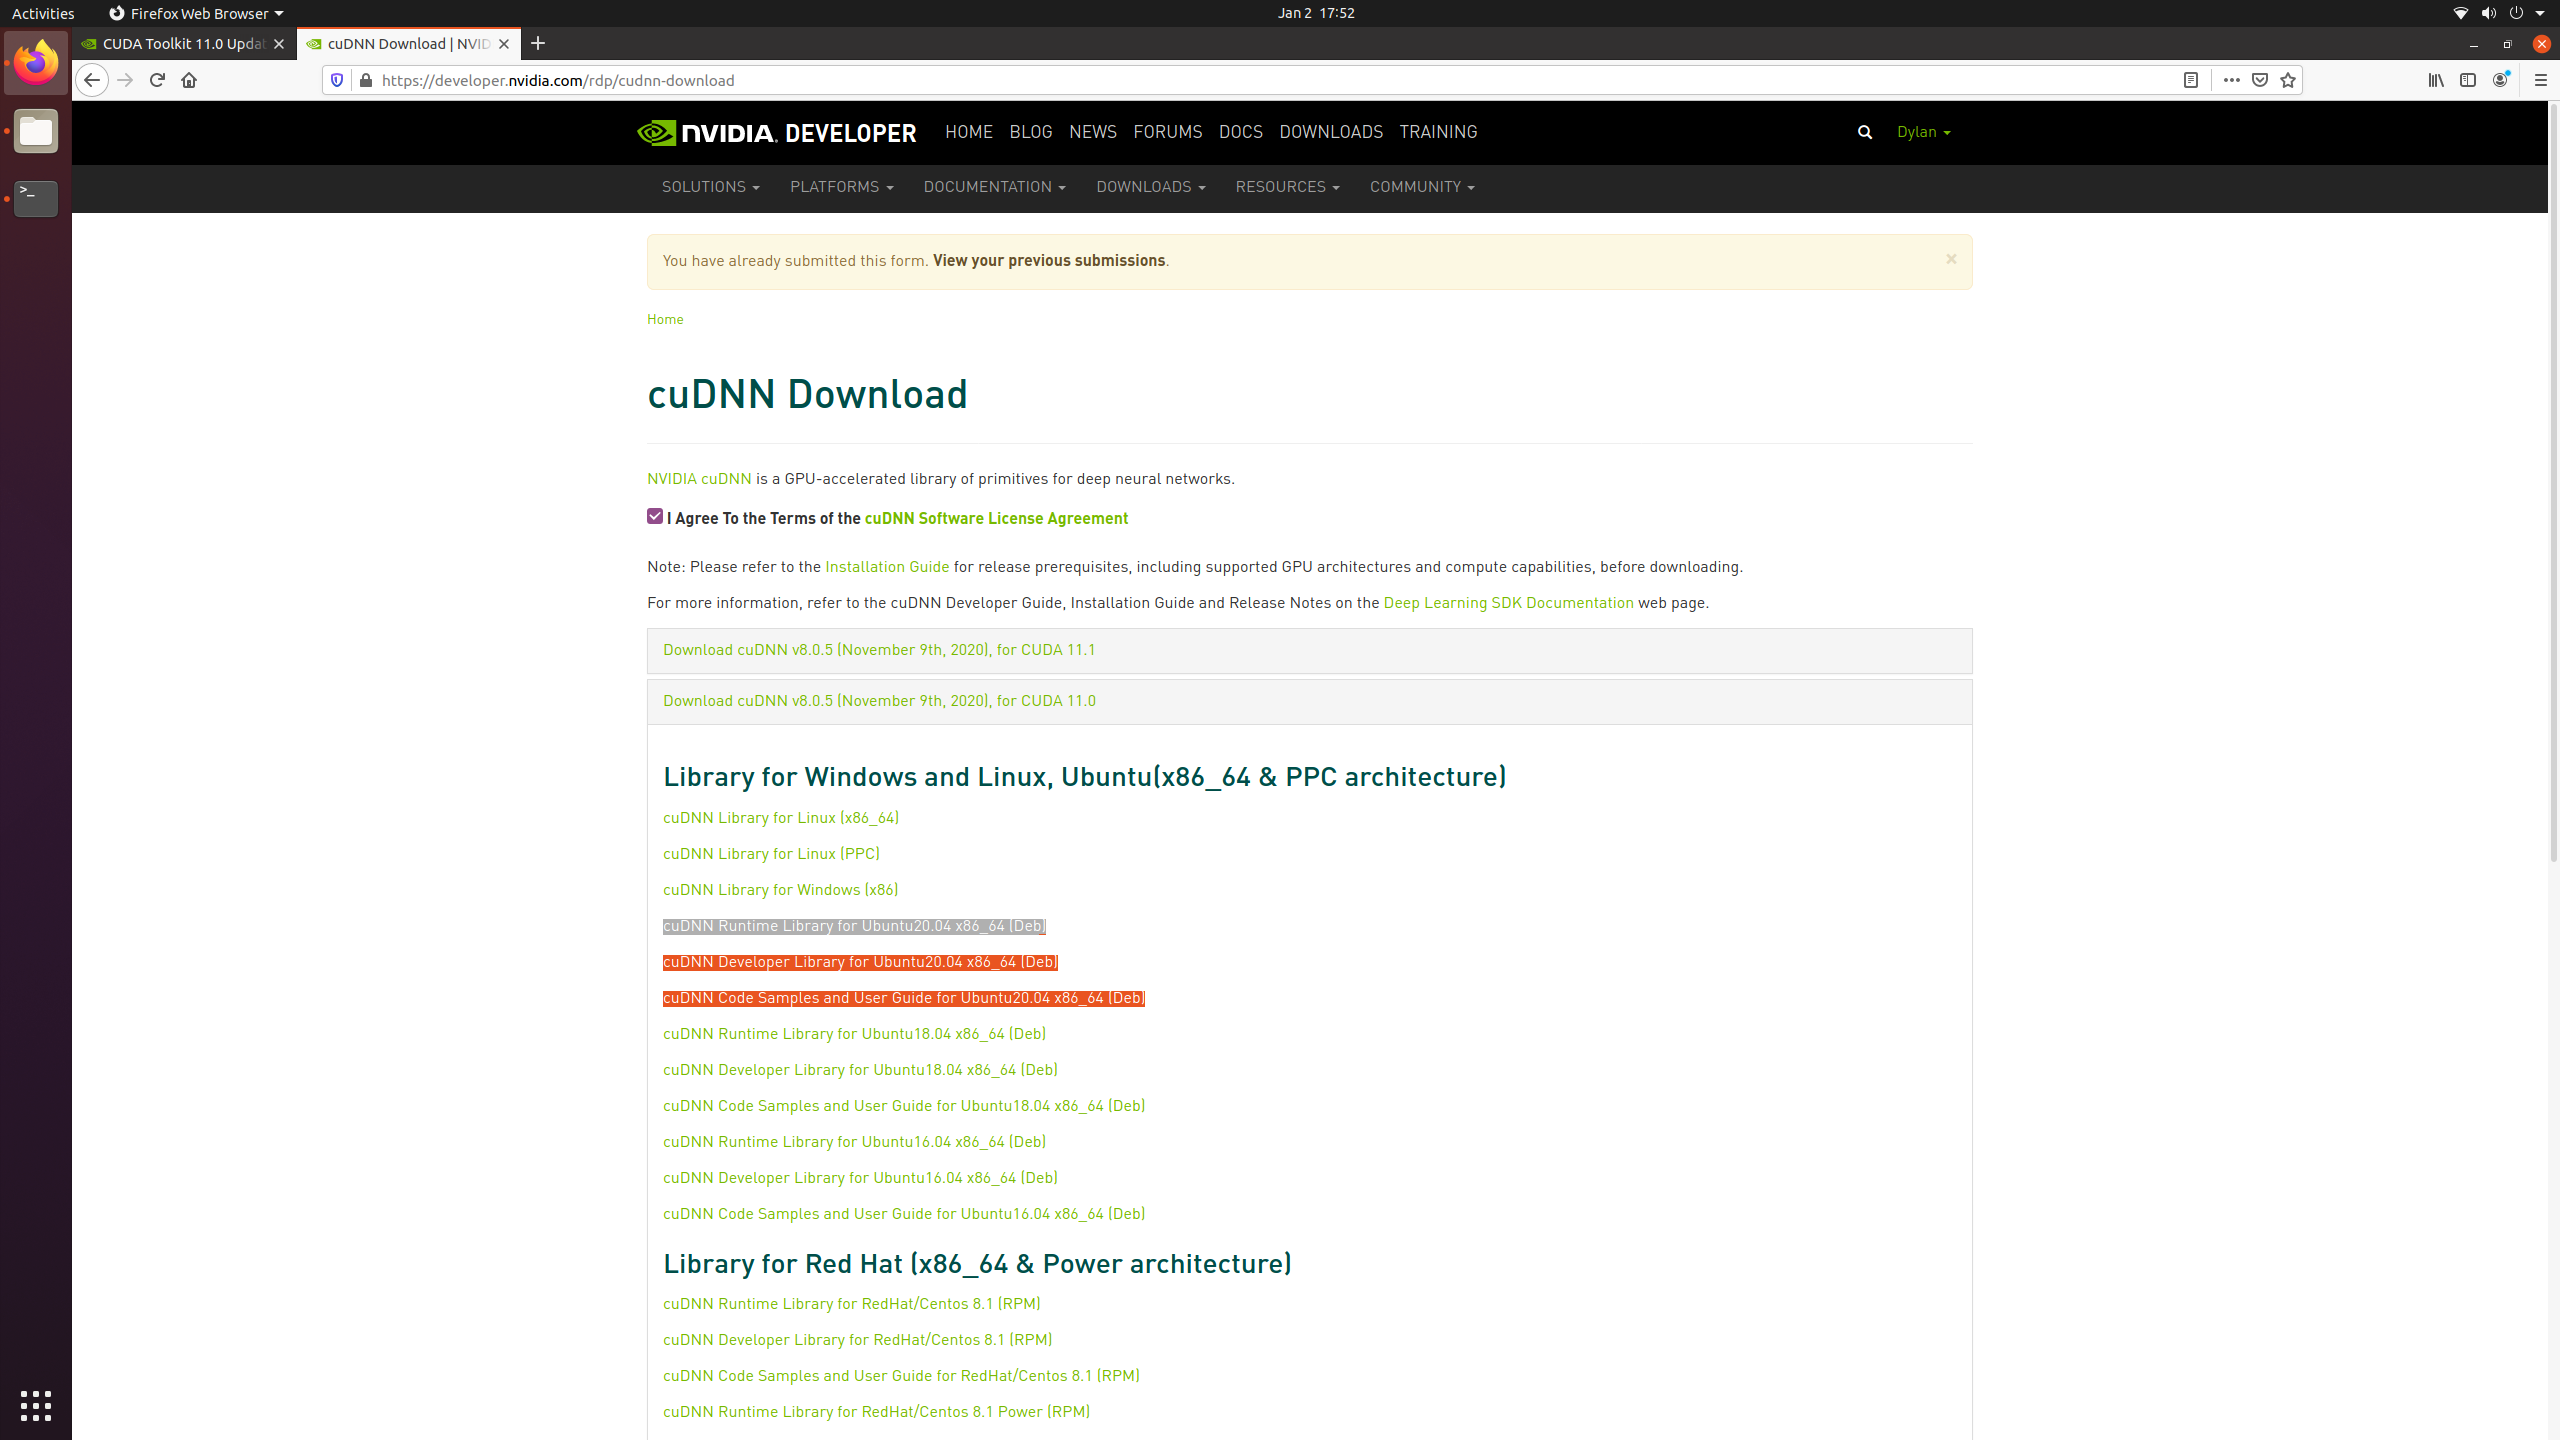 Activities
Firefox Web Browser
Jan 2 17:52
CUDA Toolkit 11.0 Updat
cuDNN Download | NVID
https://developer.nvidia.com/rdp/cudnn-download
NVIDIA. DEVELOPER HOME BLOG NEWS FORUMS DOCS DOWNLOADS TRAINING Dylan
SOLUTIONS PLATFORMS DOCUMENTATION DOWNLOADS RESOURCES COMMUNITY
You have already submitted this form. View your previous submissions.
×
Home
cuDNN Download
NVIDIA cuDNN is a GPU-accelerated library of primitives for deep neural networks.
I Agree To the Terms of the cuDNN Software License Agreement
Note: Please refer to the Installation Guide for release prerequisites, including supported GPU architectures and compute capabilities, before downloading.
For more information, refer to the cuDNN Developer Guide, Installation Guide and Release Notes on the Deep Learning SDK Documentation web page.
Download cuDNN v8.0.5 (November 9th, 2020), for CUDA 11.1
Download cuDNN v8.0.5 (November 9th, 2020), for CUDA 11.0
Library for Windows and Linux, Ubuntu(x86_64 & PPC architecture)
cuDNN Library for Linux (x86_64)
cuDNN Library for Linux (PPC)
cuDNN Library for Windows (x86)
cuDNN Runtime Library for Ubuntu20.04 x86_64 (Deb)
cuDNN Developer Library for Ubuntu20.04 x86_64 (Deb)
cuDNN Code Samples and User Guide for Ubuntu20.04 x86_64 (Deb)
cuDNN Runtime Library for Ubuntu18.04 x86_64 (Deb)
cuDNN Developer Library for Ubuntu18.04 x86_64 (Deb)
cuDNN Code Samples and User Guide for Ubuntu18.04 x86_64 (Deb)
cuDNN Runtime Library for Ubuntu16.04 x86_64 (Deb)
cuDNN Developer Library for Ubuntu16.04 x86_64 (Deb)
cuDNN Code Samples and User Guide for Ubuntu16.04 x86_64 (Deb)
Library for Red Hat (x86_64 & Power architecture)
cuDNN Runtime Library for RedHat/Centos 8.1 (RPM)
cuDNN Developer Library for RedHat/Centos 8.1 (RPM)
cuDNN Code Samples and User Guide for RedHat/Centos 8.1 (RPM)
cuDNN Runtime Library for RedHat/Centos 8.1 Power (RPM)